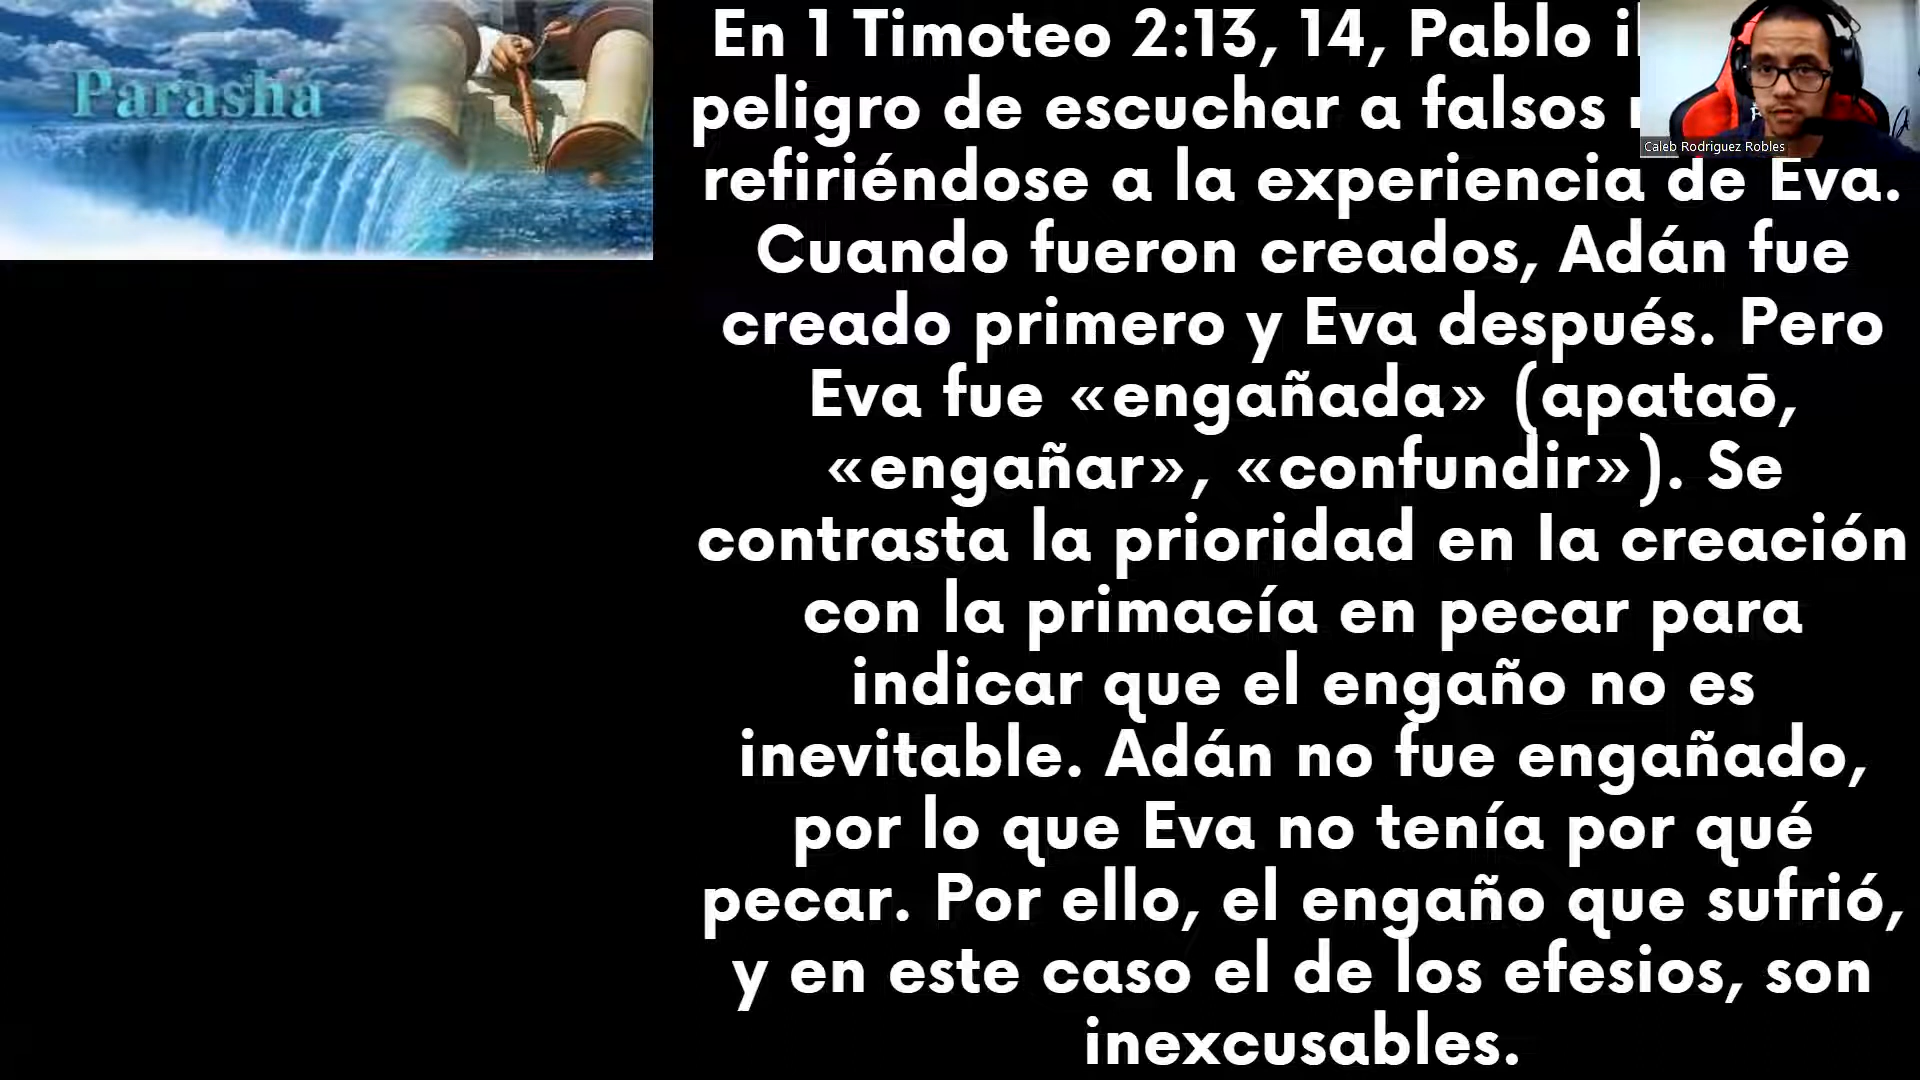 Parasha
En 1 Timoteo 2:13, 14, Pablo
peligro de escuchar a falsos
refiriéndose a la experiencia de Eva.
Cuando fueron creados, Adán fue
creado primero y Eva después. Pero
Eva fue «engañada» (apataō,
«engañar», «confundir»). Se
contrasta la prioridad en la creación
con la primacía en pecar para
indicar que el engaño no es
inevitable. Adán no fue engañado,
por lo que Eva no tenía por qué
pecar. Por ello, el engaño que sufrió,
y en este caso el de los efesios, son
inexcusables.
Caleb Rodriguez Robles